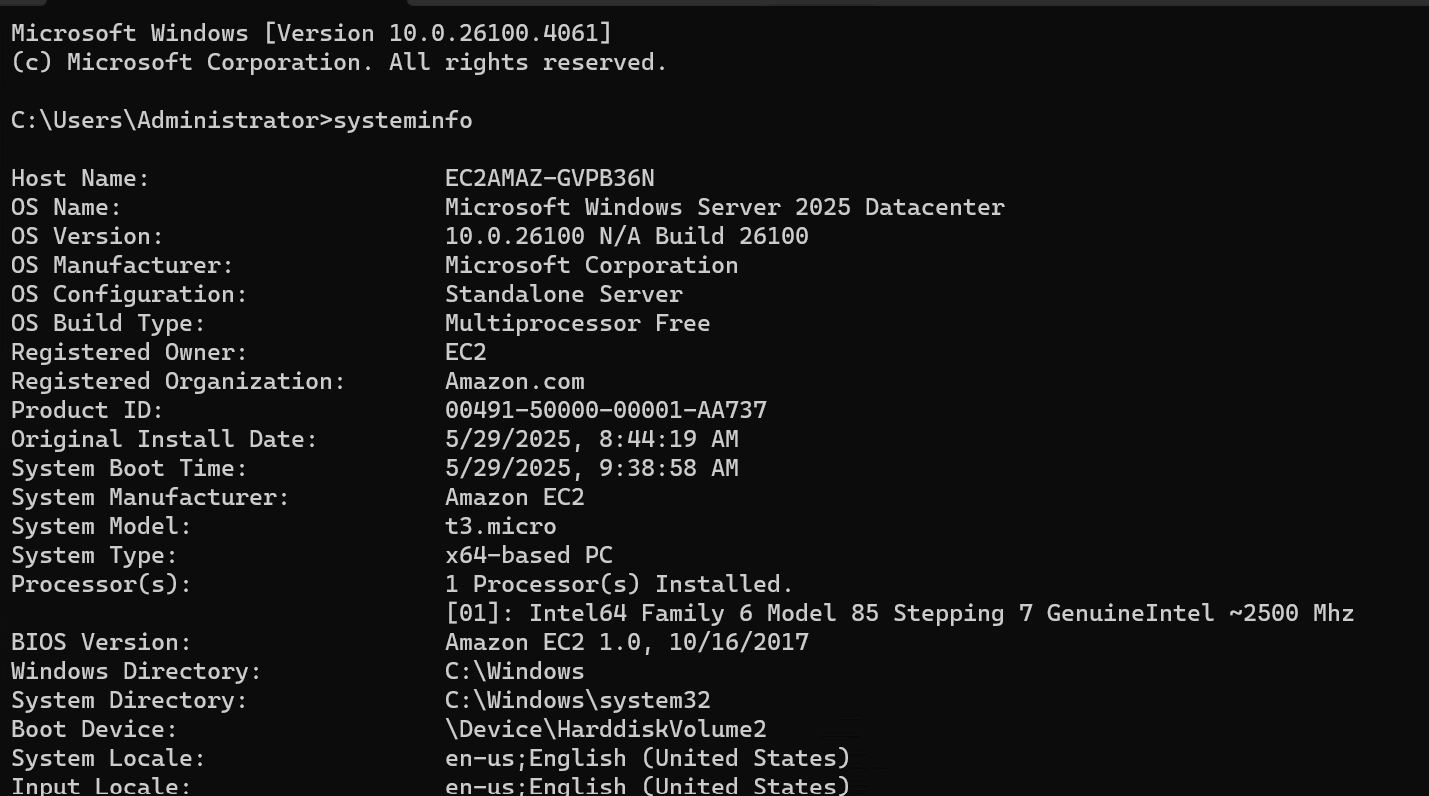 Microsoft Windows [Version 10.0.26100.4061]
(c) Microsoft Corporation. All rights reserved.
C:\Users\Administrator>systeminfo
Host Name: EC2AMAZ-GVPB36N
OS Name: Microsoft Windows Server 2025 Datacenter
OS Version: 10.0.26100 N/A Build 26100
OS Manufacturer: Microsoft Corporation
OS Configuration: Standalone Server
OS Build Type: Multiprocessor Free
Registered Owner: EC2
Registered Organization: Amazon.com
Product ID: 00491-50000-00001-AA737
Original Install Date: 5/29/2025, 8:44:19 AM
System Boot Time: 5/29/2025, 9:38:58 AM
System Manufacturer: Amazon EC2
System Model: t3.micro
System Type: x64-based PC
Processor(s): 1 Processor(s) Installed.
[01]: Intel64 Family 6 Model 85 Stepping 7 GenuineIntel ~2500 Mhz
BIOS Version: Amazon EC2 1.0, 10/16/2017
Windows Directory: C:\Windows
System Directory: C:\Windows\system32
Boot Device: \Device\HarddiskVolume2
System Locale: en-us;English (United States)
Input Locale: en-us;English (United States)